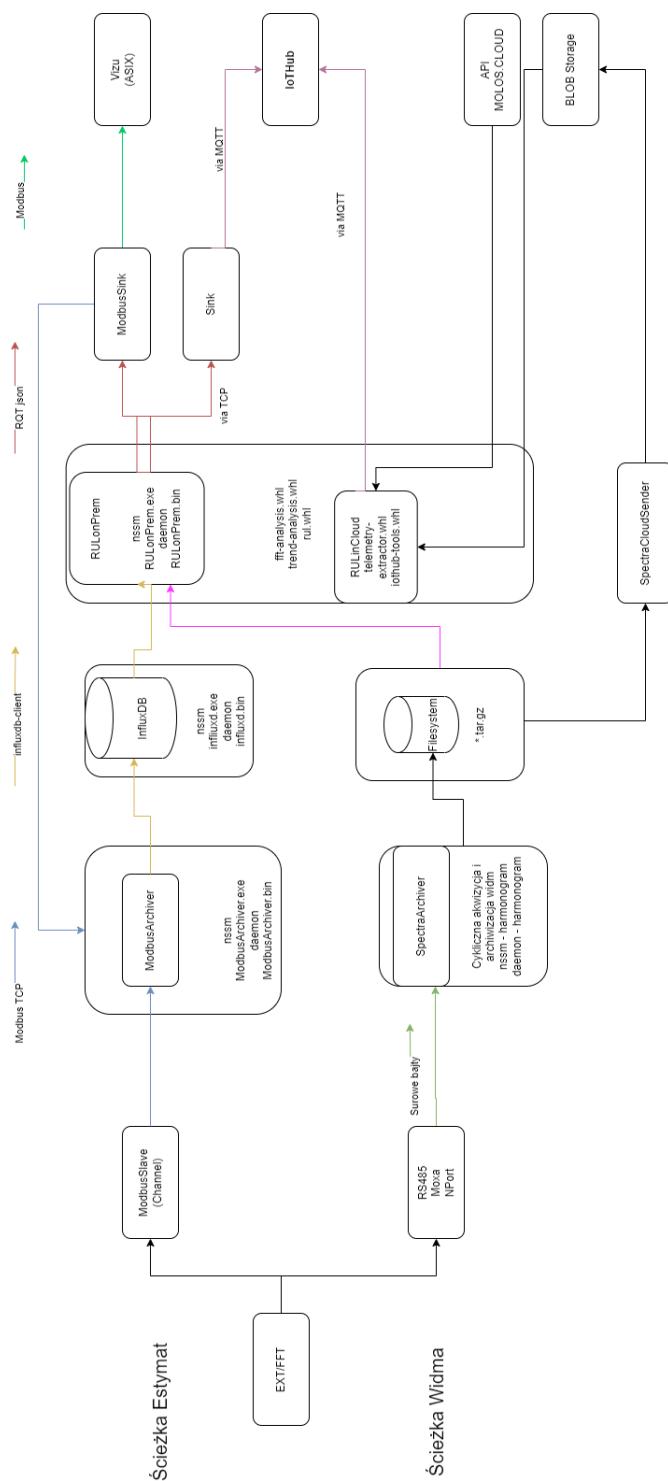 Modbus TCP
influxdb-client
RQT json
Modbus
Ścieżka Estymat
EXT/FFT
ModbusSlave
(Channel)
ModbusArchiver
nssm
ModbusArchiver.exe
daemon
ModbusArchiver.bin
InfluxDB
nssm
influxd.exe
daemon
influxd.bin
RULonPrem
nssm
RULonPrem.exe
daemon
RULonPrem.bin
fft-analysis.whl
trend-analysis.whl
rul.whl
RULinCloud
telemetry-
extractor.whl
iothub-tools.whl
ModbusSink
Sink
via TCP
via MQTT
via MQTT
Vizu
(ASIX)
IoTHub
API
MOLOS.CLOUD
BLOB Storage
Ścieżka Widma
RS485
Moxa
NPort
Surowe bajty
SpectraArchiver
Cykliczna akwizycja i
archiwizacja widm
nssm - harmonogram
daemon - harmonogram
Filesystem
*.tar.gz
SpectraCloudSender